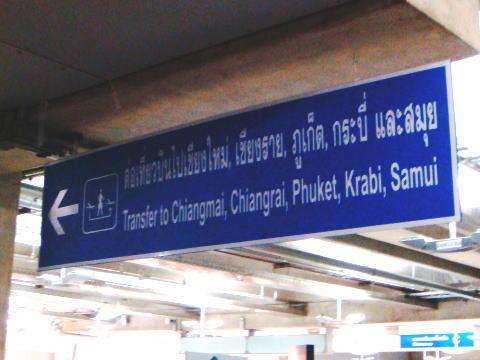 ต่อเที่ยวบินไปเชียงใหม่, เชียงราย, ภูเก็ต, กระบี่ และสมุย
Transfer to Chiangmai, Chiangrai, Phuket, Krabi, Samui